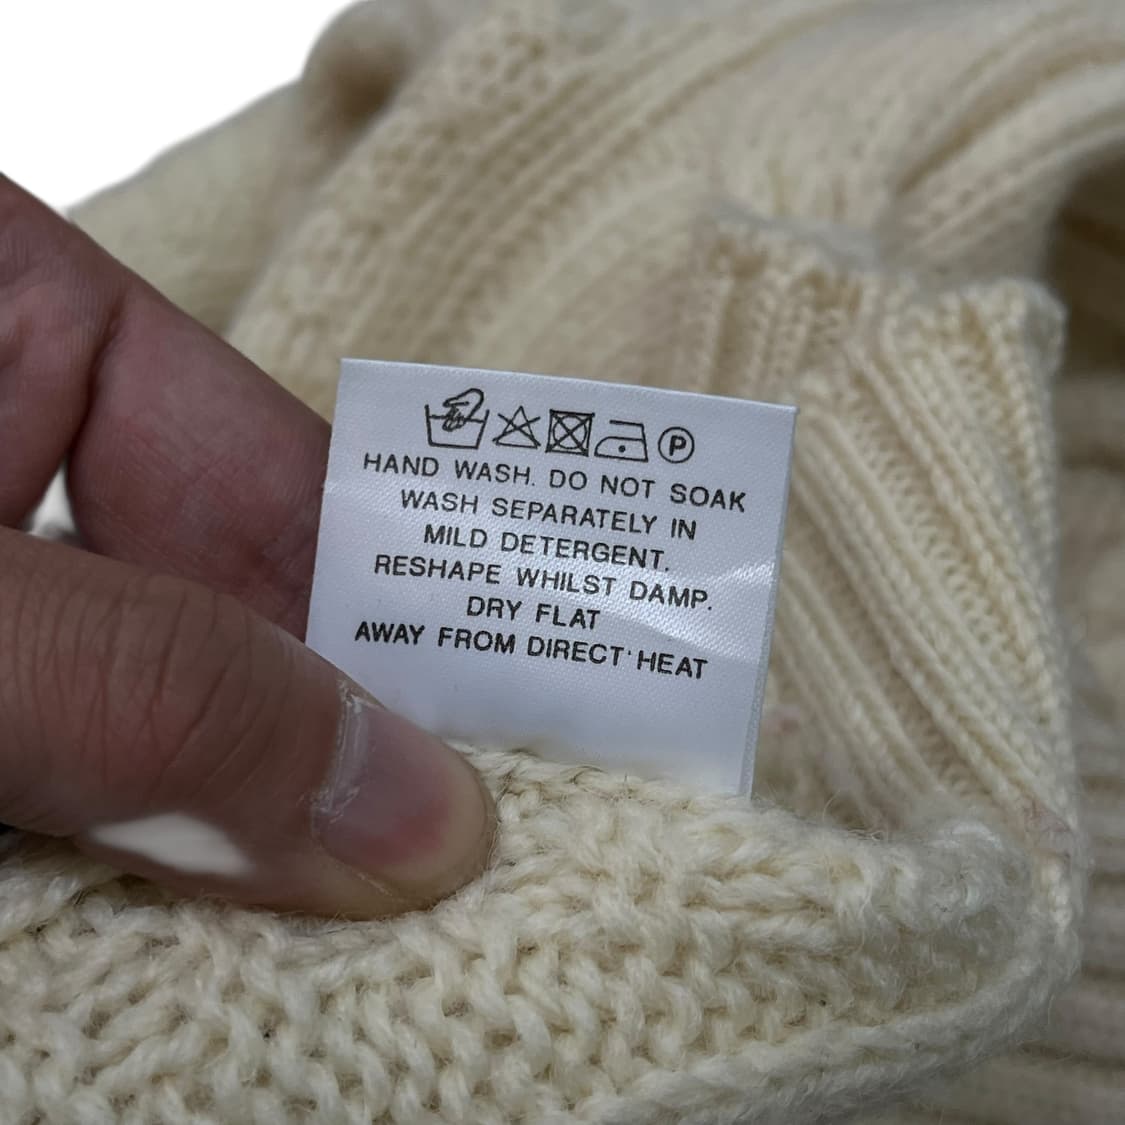 P
HAND WASH. DO NOT SOAK
WASH SEPARATELY IN
MILD DETERGENT.
RESHAPE WHILST DAMP.
DRY FLAT
AWAY FROM DIRECT HEAT